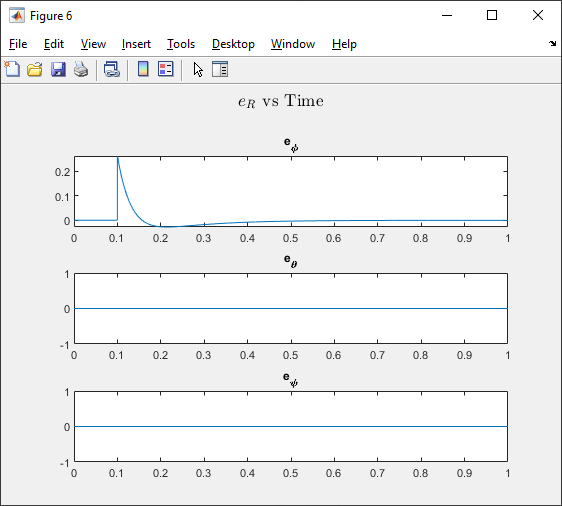 Figure 6
File Edit View Insert Tools Desktop Window Help
e_R vs Time
e_ϕ
0.2
0.1
0
0 0.1 0.2 0.3 0.4 0.5 0.6 0.7 0.8 0.9 1
e_θ
1
0
-1
0 0.1 0.2 0.3 0.4 0.5 0.6 0.7 0.8 0.9 1
e_ψ
1
0
-1
0 0.1 0.2 0.3 0.4 0.5 0.6 0.7 0.8 0.9 1